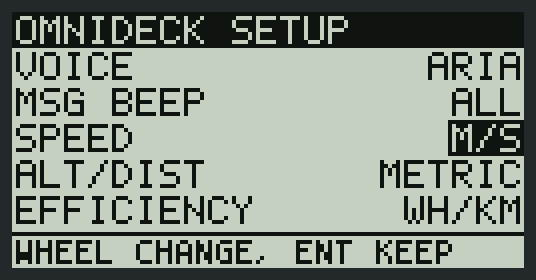 OMNIDECK SETUP
VOICE ARIA
MSG BEEP ALL
SPEED M/S
ALT/DIST METRIC
EFFICIENCY WH/KM
WHEEL CHANGE, ENT KEEP